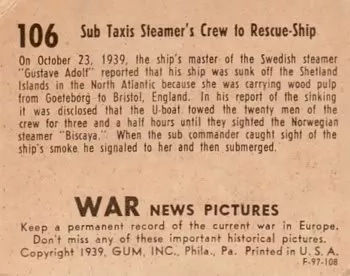 106 Sub Taxis Steamer's Crew to Rescue-Ship
On October 23, 1939, the ship's master of the Swedish steamer
"Gustave Adolf" reported that his ship was sunk off the Shetland
Islands in the North Atlantic because she was carrying wood pulp
from Goeteborg to Bristol, England. In his report of the sinking
it was disclosed that the U-boat towed the twenty men of the
crew for three and a half hours until they sighted the Norwegian
steamer "Biscaya." When the sub commander caught sight of the
ship's smoke he signaled to her and then submerged.
WAR NEWS PICTURES
Keep a permanent record of the current war in Europe.
Don't miss any of these important historical pictures.
Copyright 1939, GUM, INC., Phila., Pa. Printed in U. S. A.
F-97-108